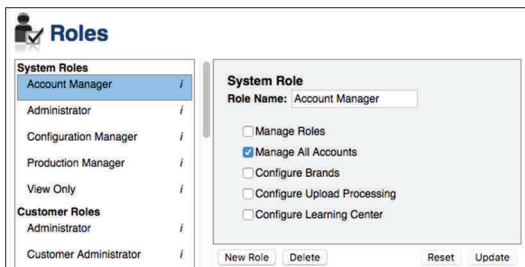 Roles
System Roles
Account Manager i
Administrator i
Configuration Manager i
Production Manager i
View Only i
Customer Roles
Administrator i
Customer Administrator i
System Role
Role Name: Account Manager
Manage Roles
Manage All Accounts
Configure Brands
Configure Upload Processing
Configure Learning Center
New Role Delete Reset Update